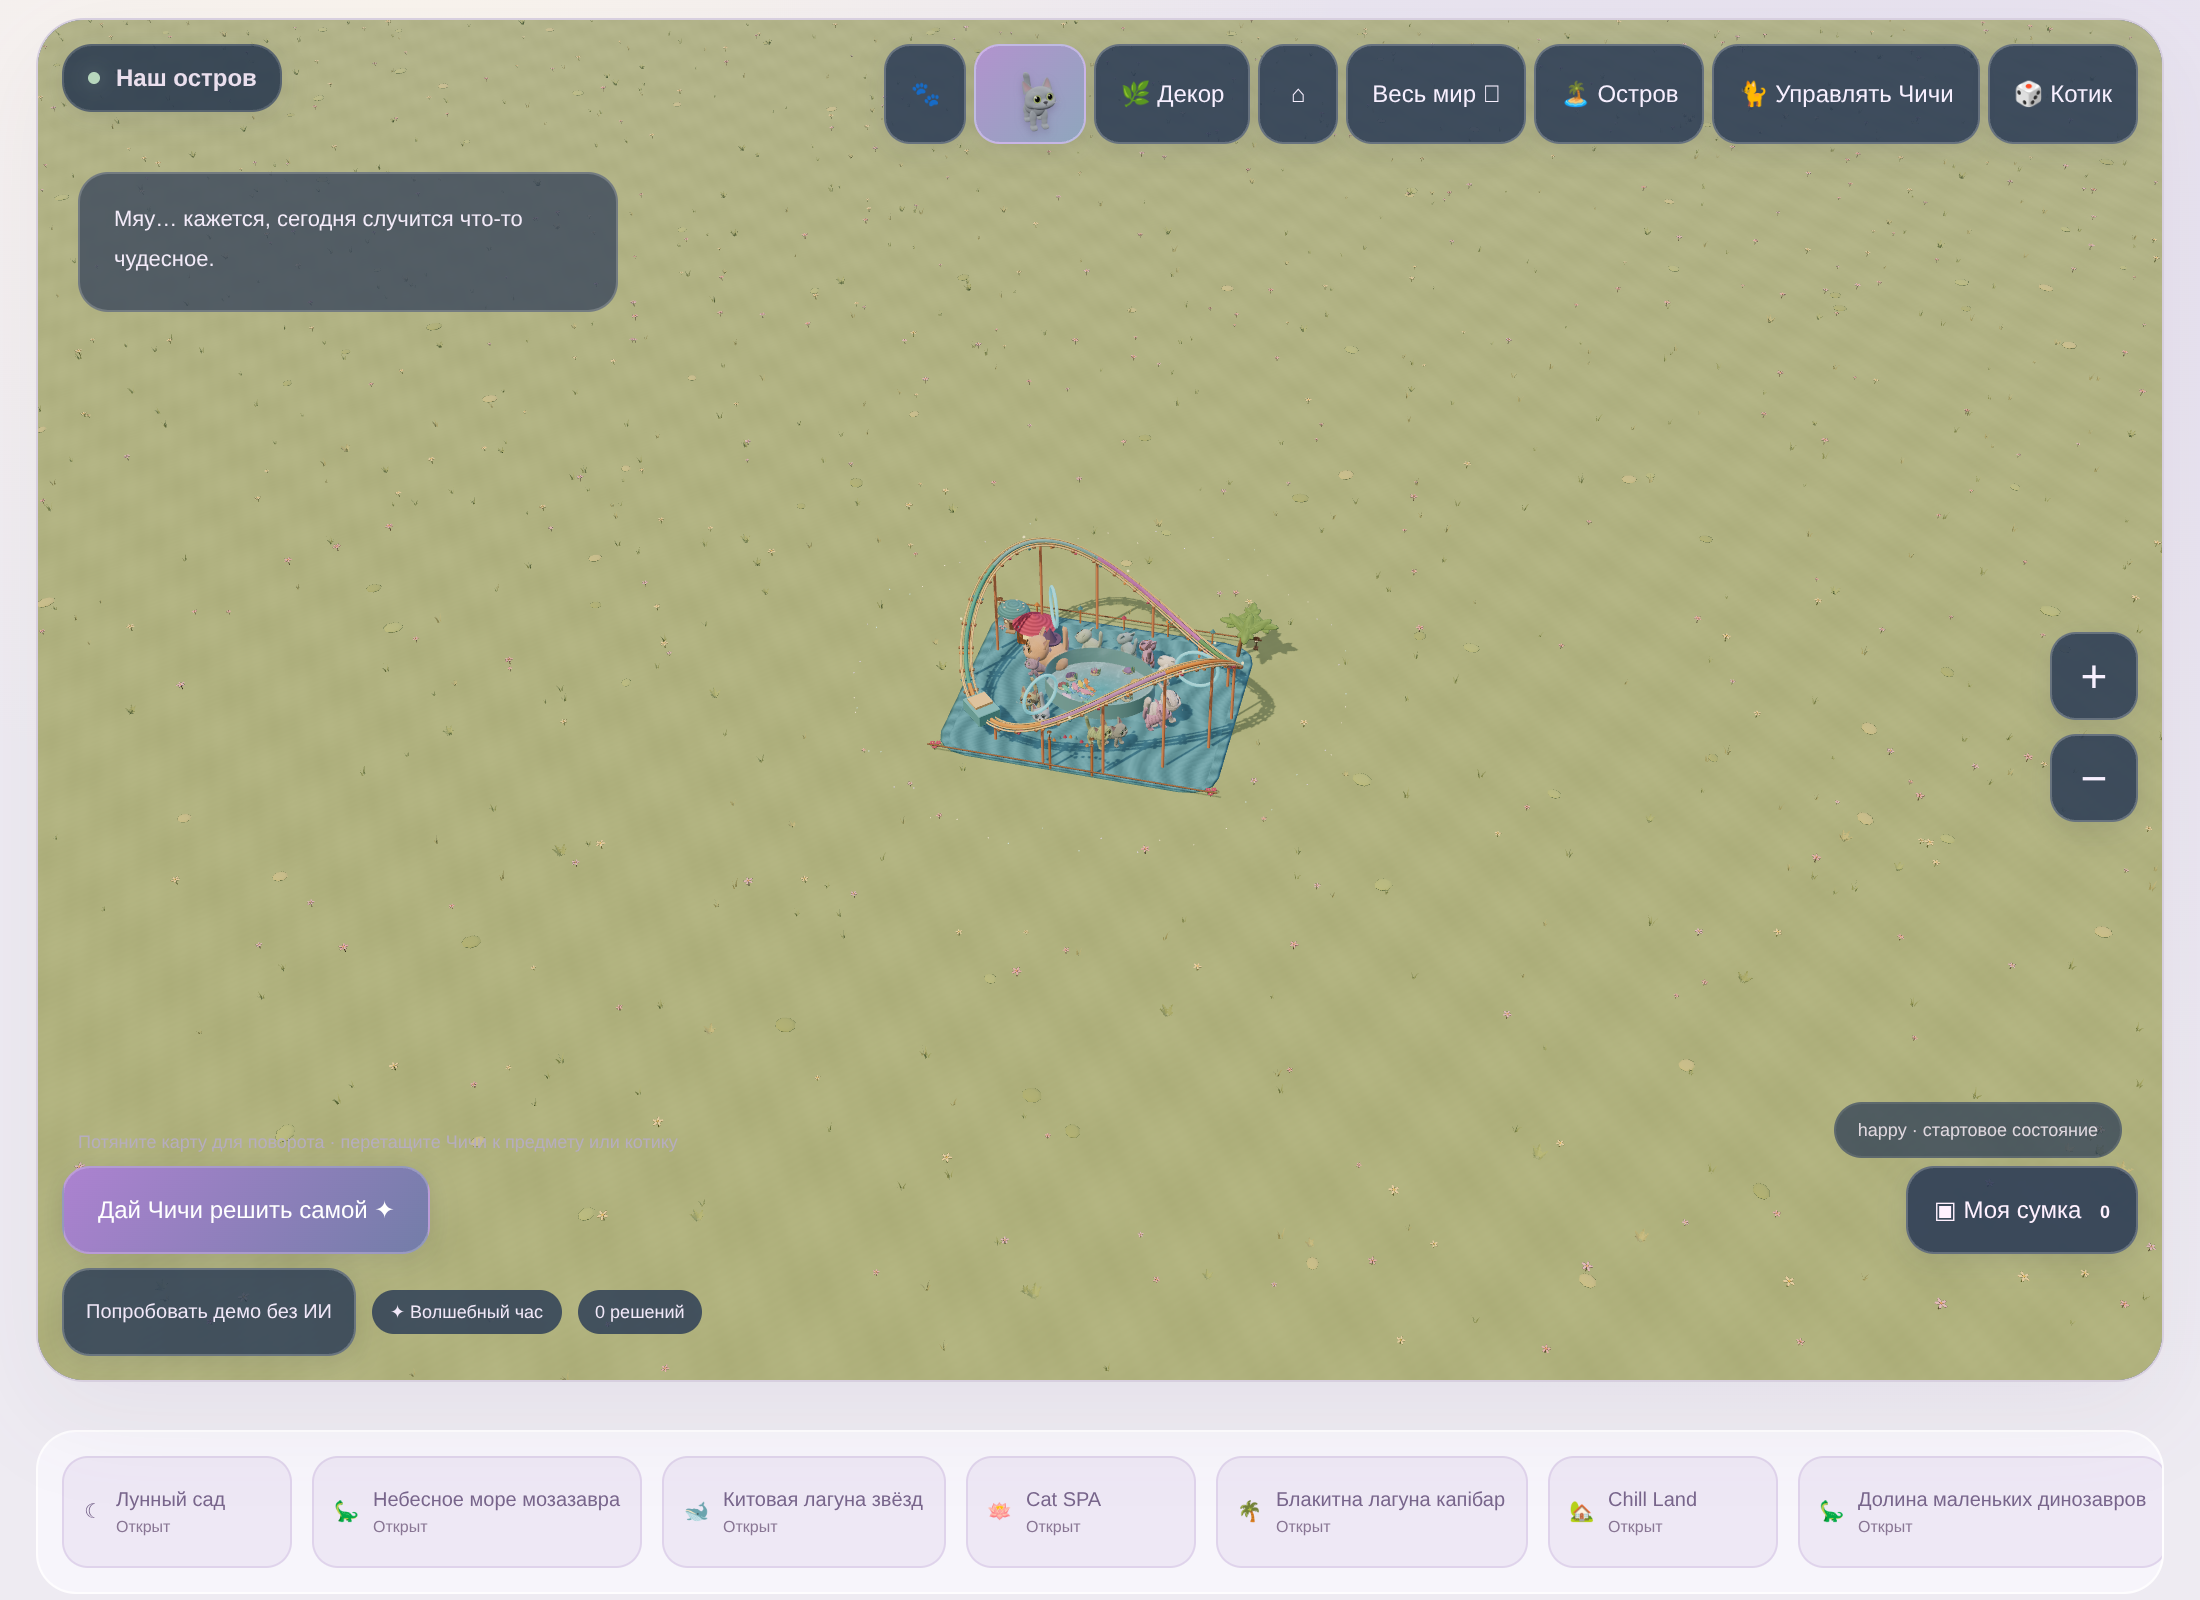 Наш остров
Декор
Весь мир
Остров
Управлять Чичи
Котик
Мяу… кажется, сегодня случится что-то
чудесное.
+
−
Потяните карту для поворота · перетащите Чичи к предмету или котику
happy · стартовое состояние
Дай Чичи решить самой ✦
Моя сумка 0
Попробовать демо без ИИ
✦ Волшебный час
0 решений
Лунный сад
Открыт
Небесное море мозазавра
Открыт
Китовая лагуна звёзд
Открыт
Cat SPA
Открыт
Блакитна лагуна капібар
Открыт
Chill Land
Открыт
Долина маленьких динозавров
Открыт